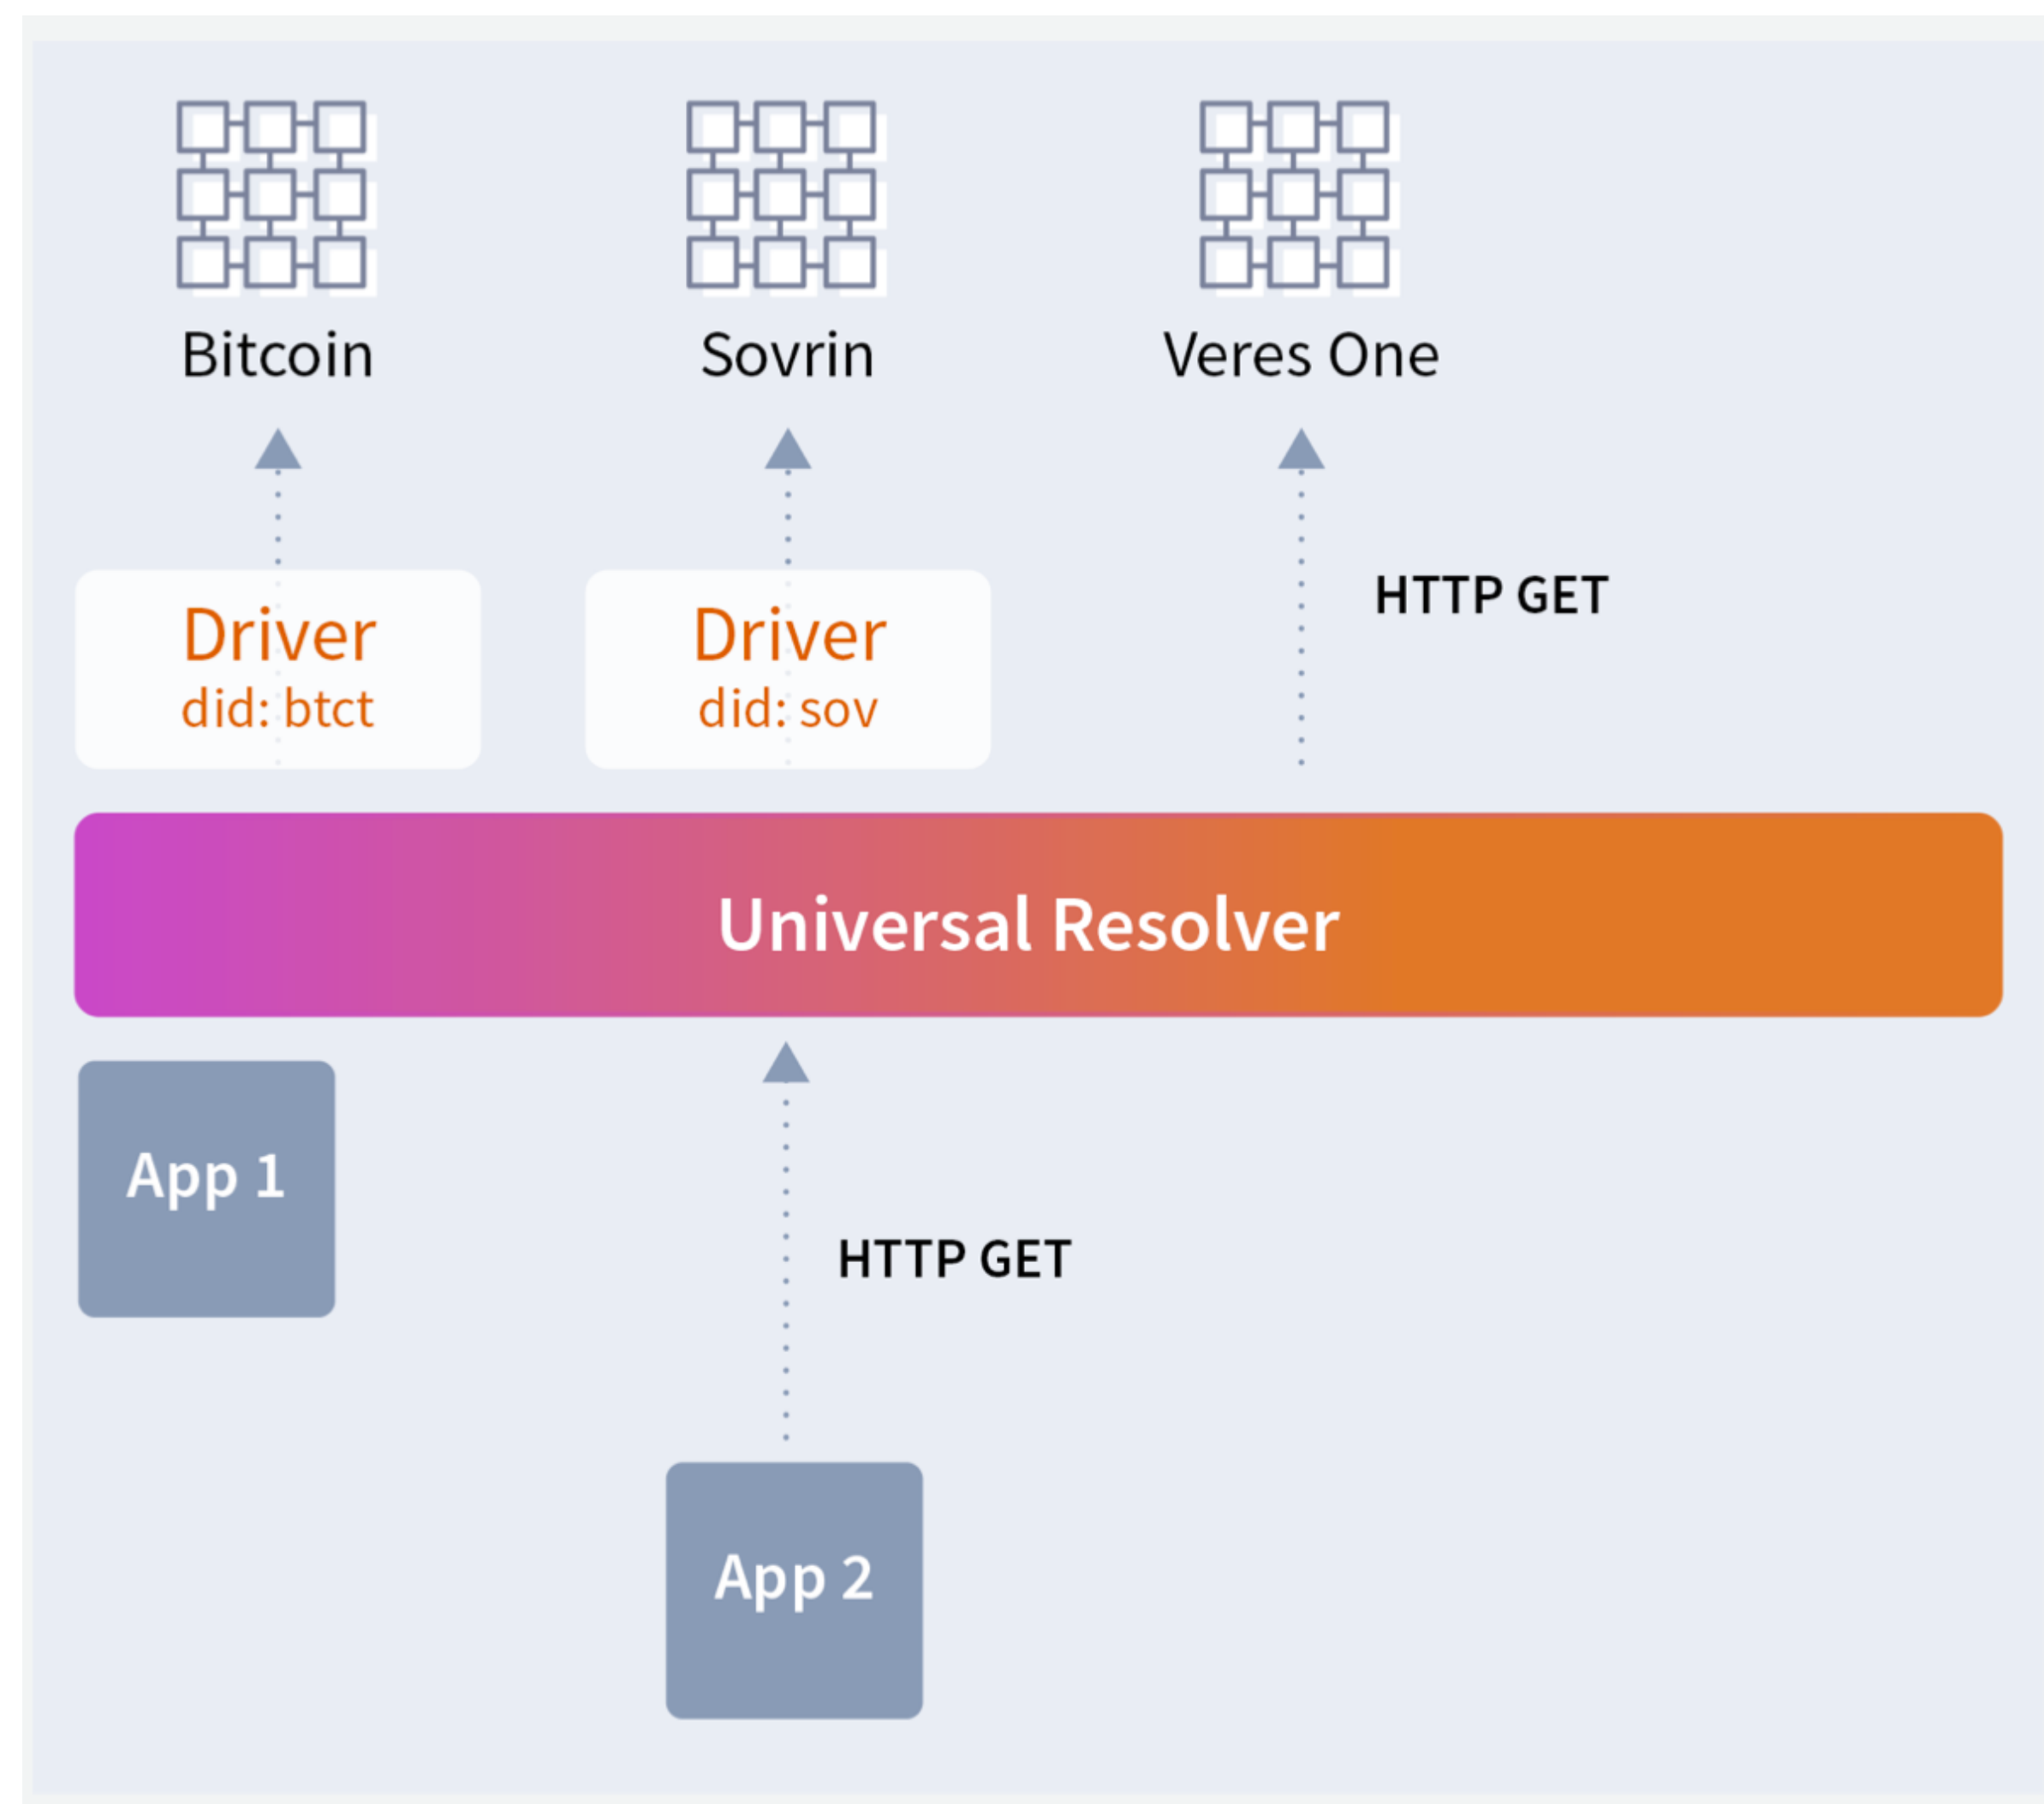 Bitcoin
Sovrin
Veres One
Driver
did: btct
Driver
did: sov
HTTP GET
Universal Resolver
App 1
HTTP GET
App 2